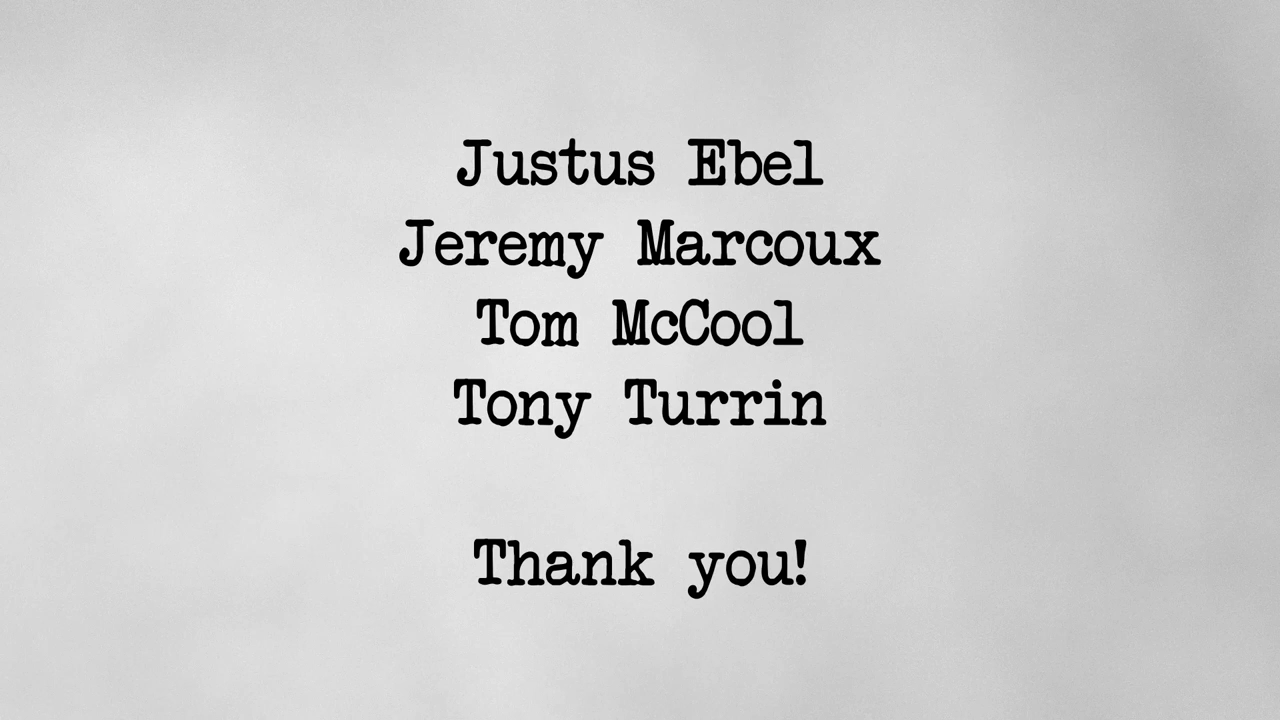 Justus Ebel
Jeremy Marcoux
Tom McCool
Tony Turrin
Thank you!